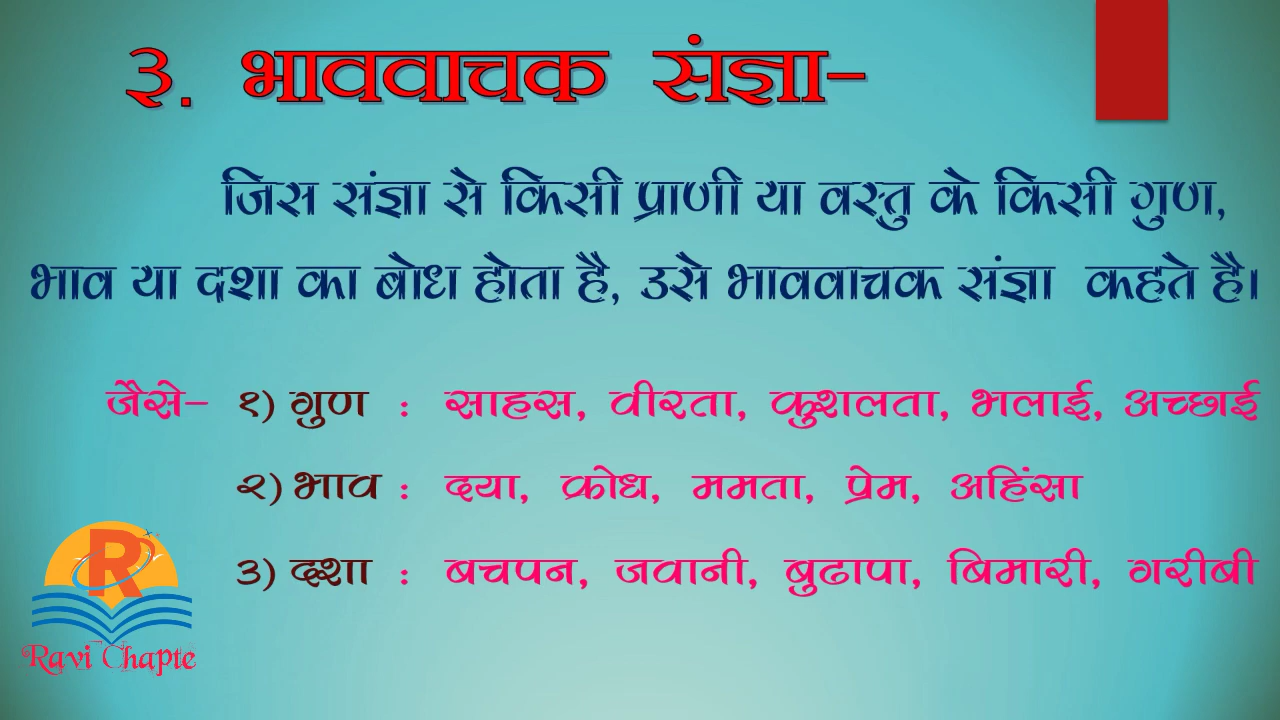 ३. भाववाचक संज्ञा-
जिस संज्ञा से किसी प्राणी या वस्तु के किसी गुण,
भाव या दशा का बोध होता है, उसे भाववाचक संज्ञा कहते है।
जैसे- १) गुण : साहस, वीरता, कुशलता, भलाई, अच्छाई
२) भाव : दया, क्रोध, ममता, प्रेम, अहिंसा
३) दशा : बचपन, जवानी, बुढापा, बिमारी, गरीबी
R
Ravi Chapte